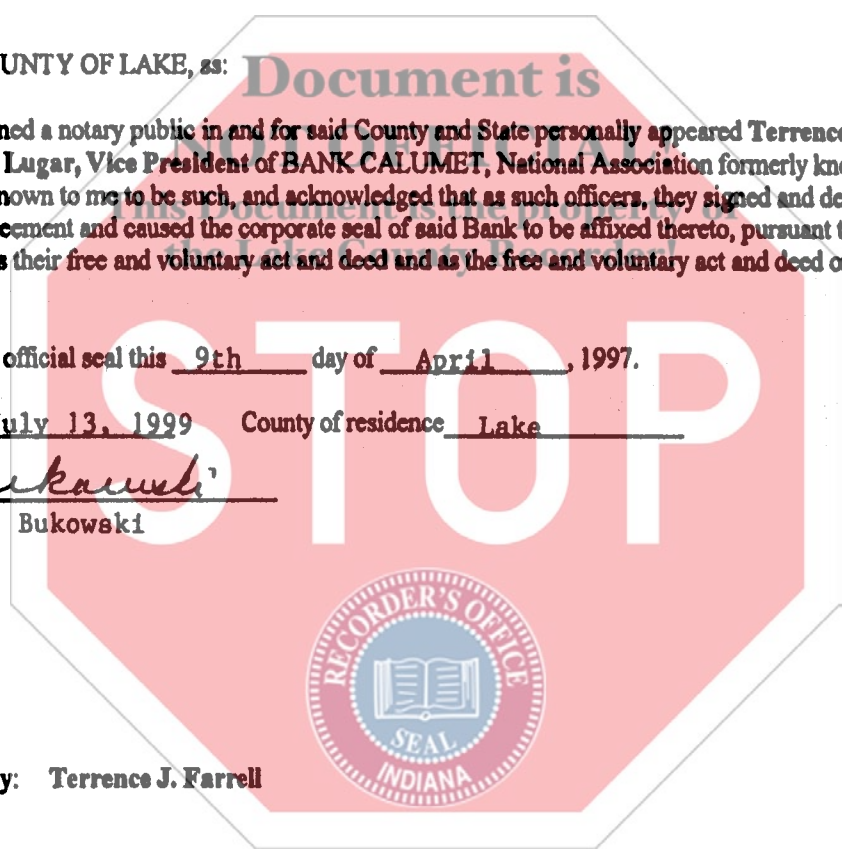 UNTY OF LAKE, ss:
Document is
NOT OFFICIAL!
ned a notary public in and for said County and State personally appeared Terrence
Lugar, Vice President of BANK CALUMET, National Association formerly kno
nown to me to be such, and acknowledged that as such officers, they signed and de
This Document is the property of
eement and caused the corporate seal of said Bank to be affixed thereto, pursuant t
the Lake County Recorder!
s their free and voluntary act and deed and as the free and voluntary act and deed o
official seal this 9th day of April, 1997.
STOP
uly 13, 1999 County of residence Lake
ukowski
Bukowski
RECORDER'S OFFICE
SEAL
INDIANA
y: Terrence J. Farrell